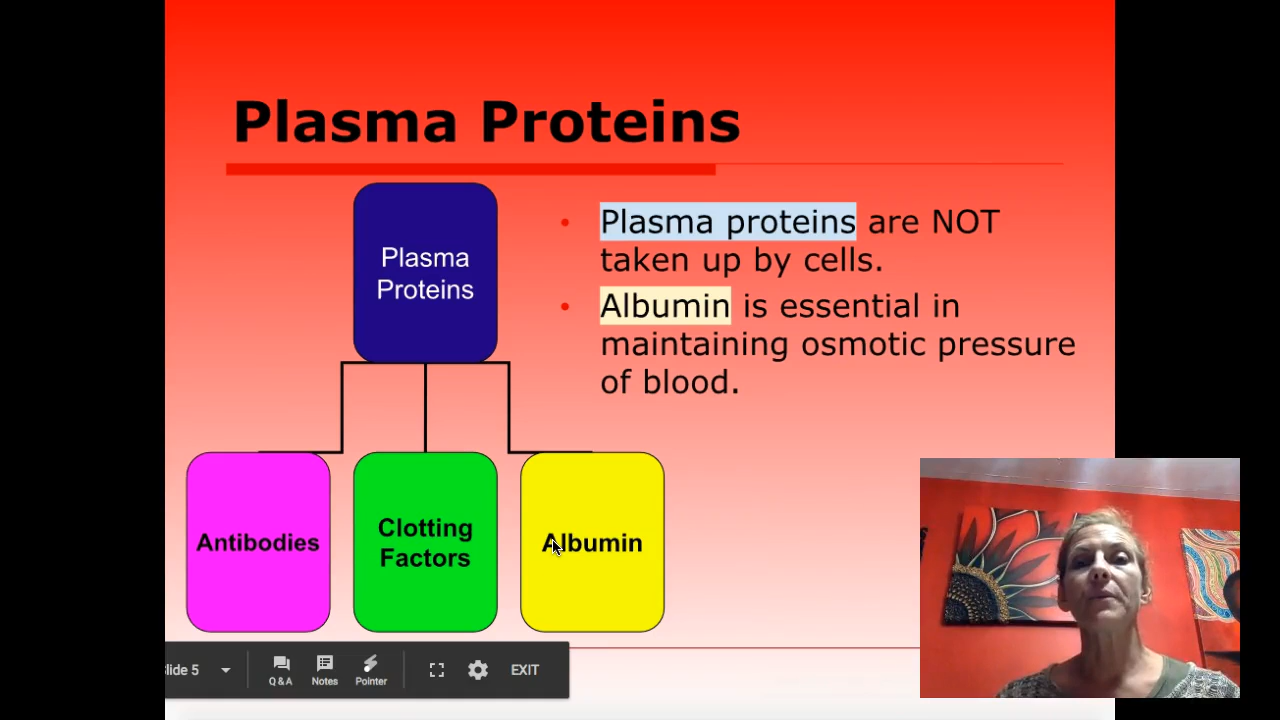 Plasma Proteins
Plasma
Proteins
• Plasma proteins are NOT
taken up by cells.
• Albumin is essential in
maintaining osmotic pressure
of blood.
Antibodies
Clotting
Factors
Albumin
lide 5
Q & A
Notes
Pointer
EXIT